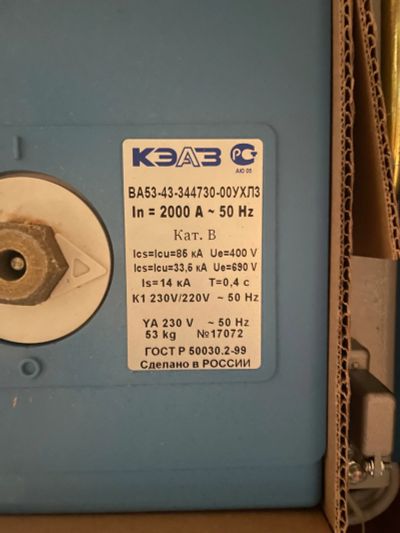 КЭАЗ
АЮ 05
ВА53-43-344730-00УХЛ3
In = 2000 А ~ 50 Hz
Кат. В
Ics=Icu=86 кА Ue=400 V
Ics=Icu=33,6 кА Ue=690 V
Is=14 кА T=0,4 с
К1 230V/220V ~ 50 Hz
YA 230 V ~ 50 Hz
53 kg №17072
ГОСТ Р 50030.2-99
Сделано в РОССИИ